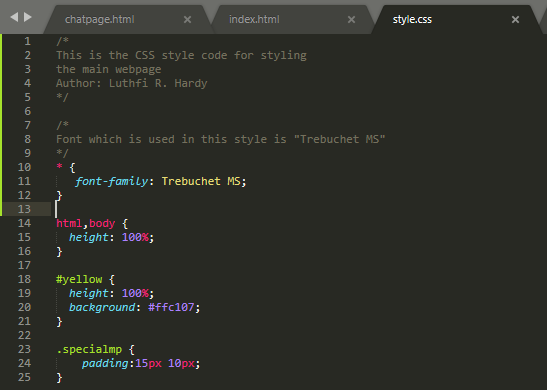 chatpage.html × index.html × style.css ×
1 /*
2 This is the CSS style code for styling
3 the main webpage
4 Author: Luthfi R. Hardy
5 */
6
7 /*
8 Font which is used in this style is "Trebuchet MS"
9 */
10 * {
11 font-family: Trebuchet MS;
12 }
13
14 html,body {
15 height: 100%;
16 }
17
18 #yellow {
19 height: 100%;
20 background: #ffc107;
21 }
22
23 .specialmp {
24 padding:15px 10px;
25 }